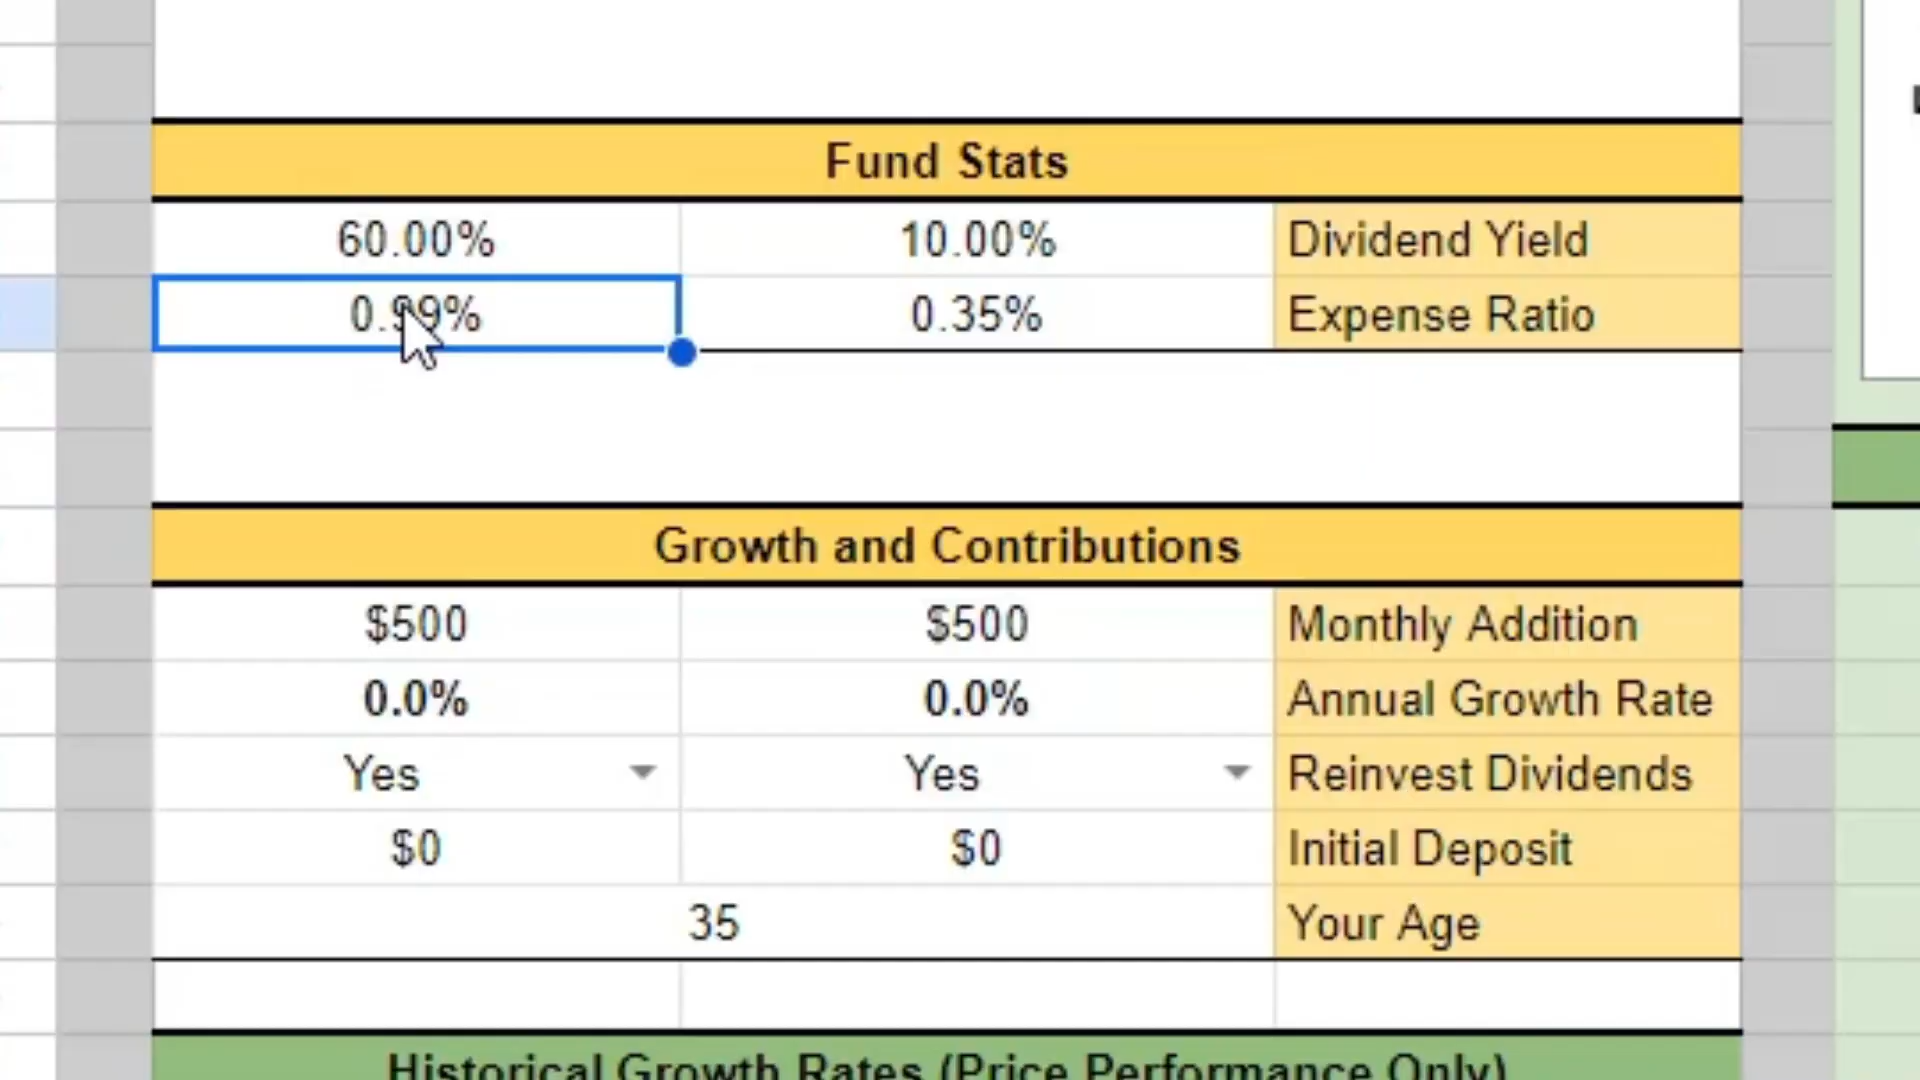 Fund Stats
60.00% 10.00% Dividend Yield
0.99% 0.35% Expense Ratio
Growth and Contributions
$500 $500 Monthly Addition
0.0% 0.0% Annual Growth Rate
Yes Yes Reinvest Dividends
$0 $0 Initial Deposit
35 Your Age
Historical Growth Rates (Price Performance Only)